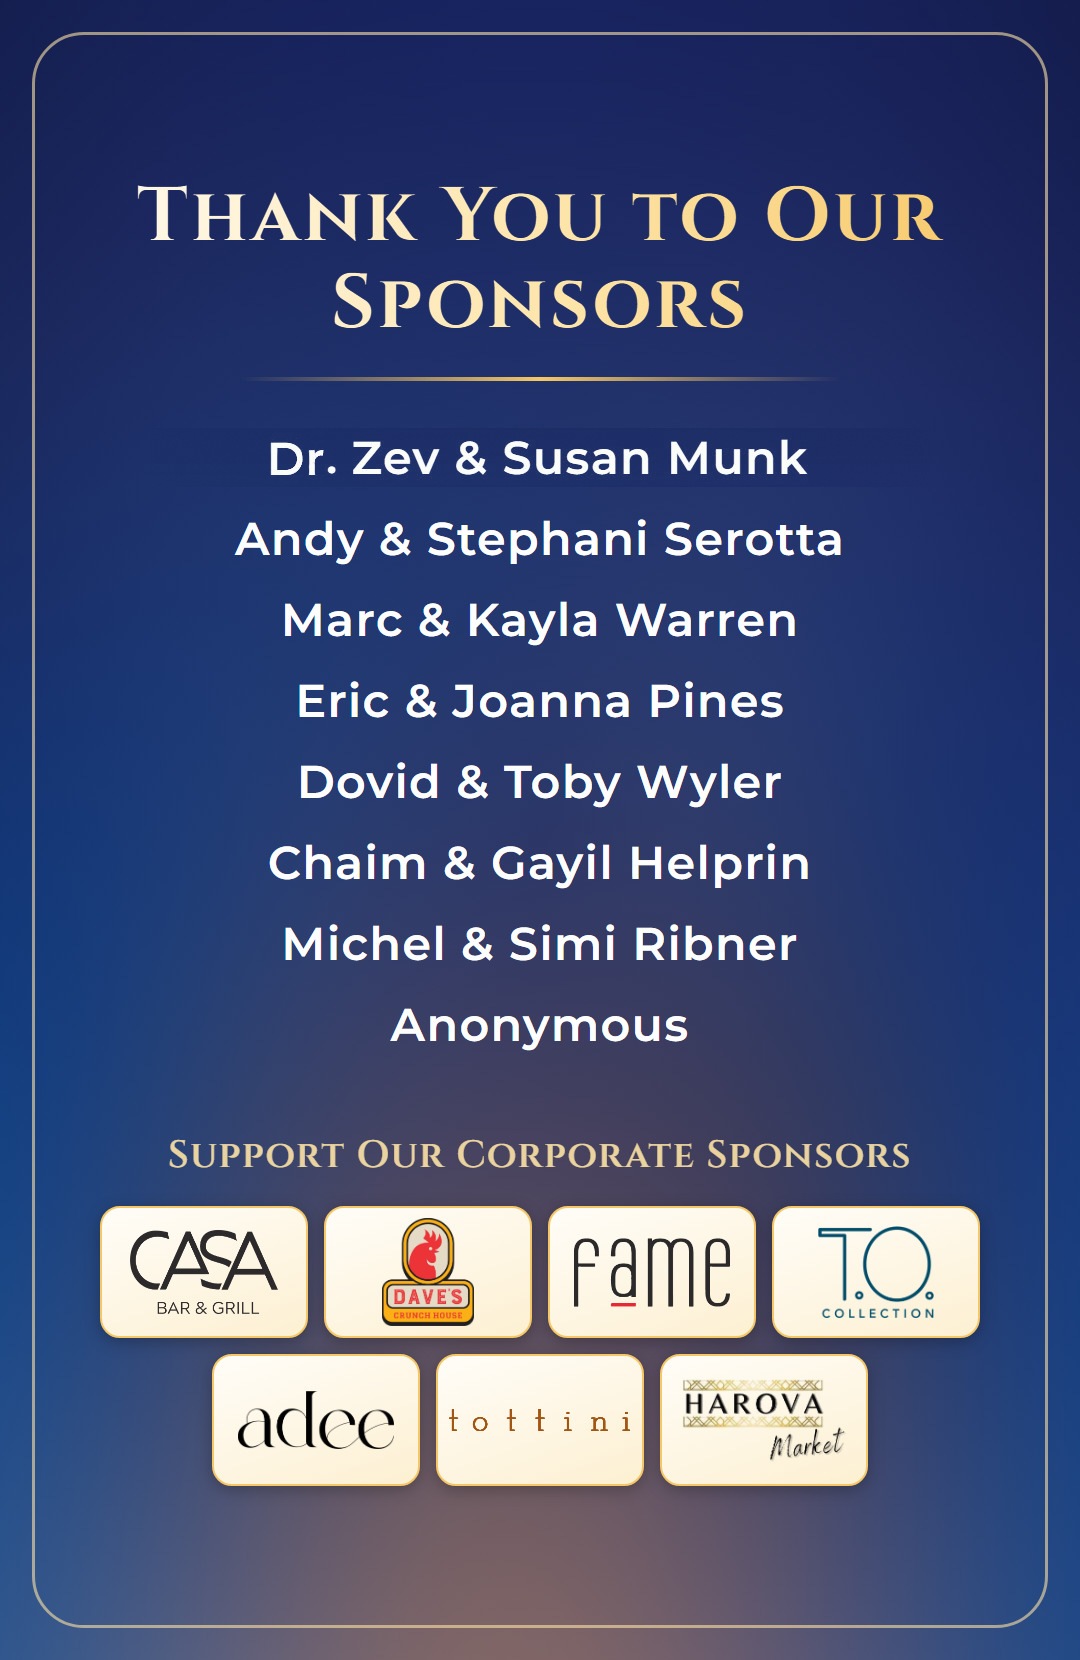 Thank You to Our
Sponsors
Dr. Zev & Susan Munk
Andy & Stephani Serotta
Marc & Kayla Warren
Eric & Joanna Pines
Dovid & Toby Wyler
Chaim & Gayil Helprin
Michel & Simi Ribner
Anonymous
Support Our Corporate Sponsors
CASA
BAR & GRILL
DAVE'S
CRUNCH HOUSE
fame
T.O.
COLLECTION
adee
tottini
HAROVA
Market